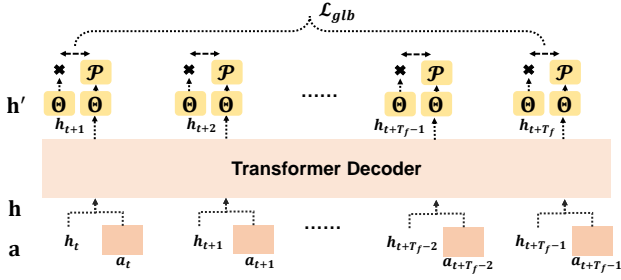 𝓛_glb
𝓟 𝓟 ...... 𝓟 𝓟
h′ Θ Θ Θ Θ Θ Θ Θ Θ
h_{t+1} h_{t+2} h_{t+T_f−1} h_{t+T_f}
Transformer Decoder
h
h_t h_{t+1} ...... h_{t+T_f−2} h_{t+T_f−1}
a
a_t a_{t+1} a_{t+T_f−2} a_{t+T_f−1}